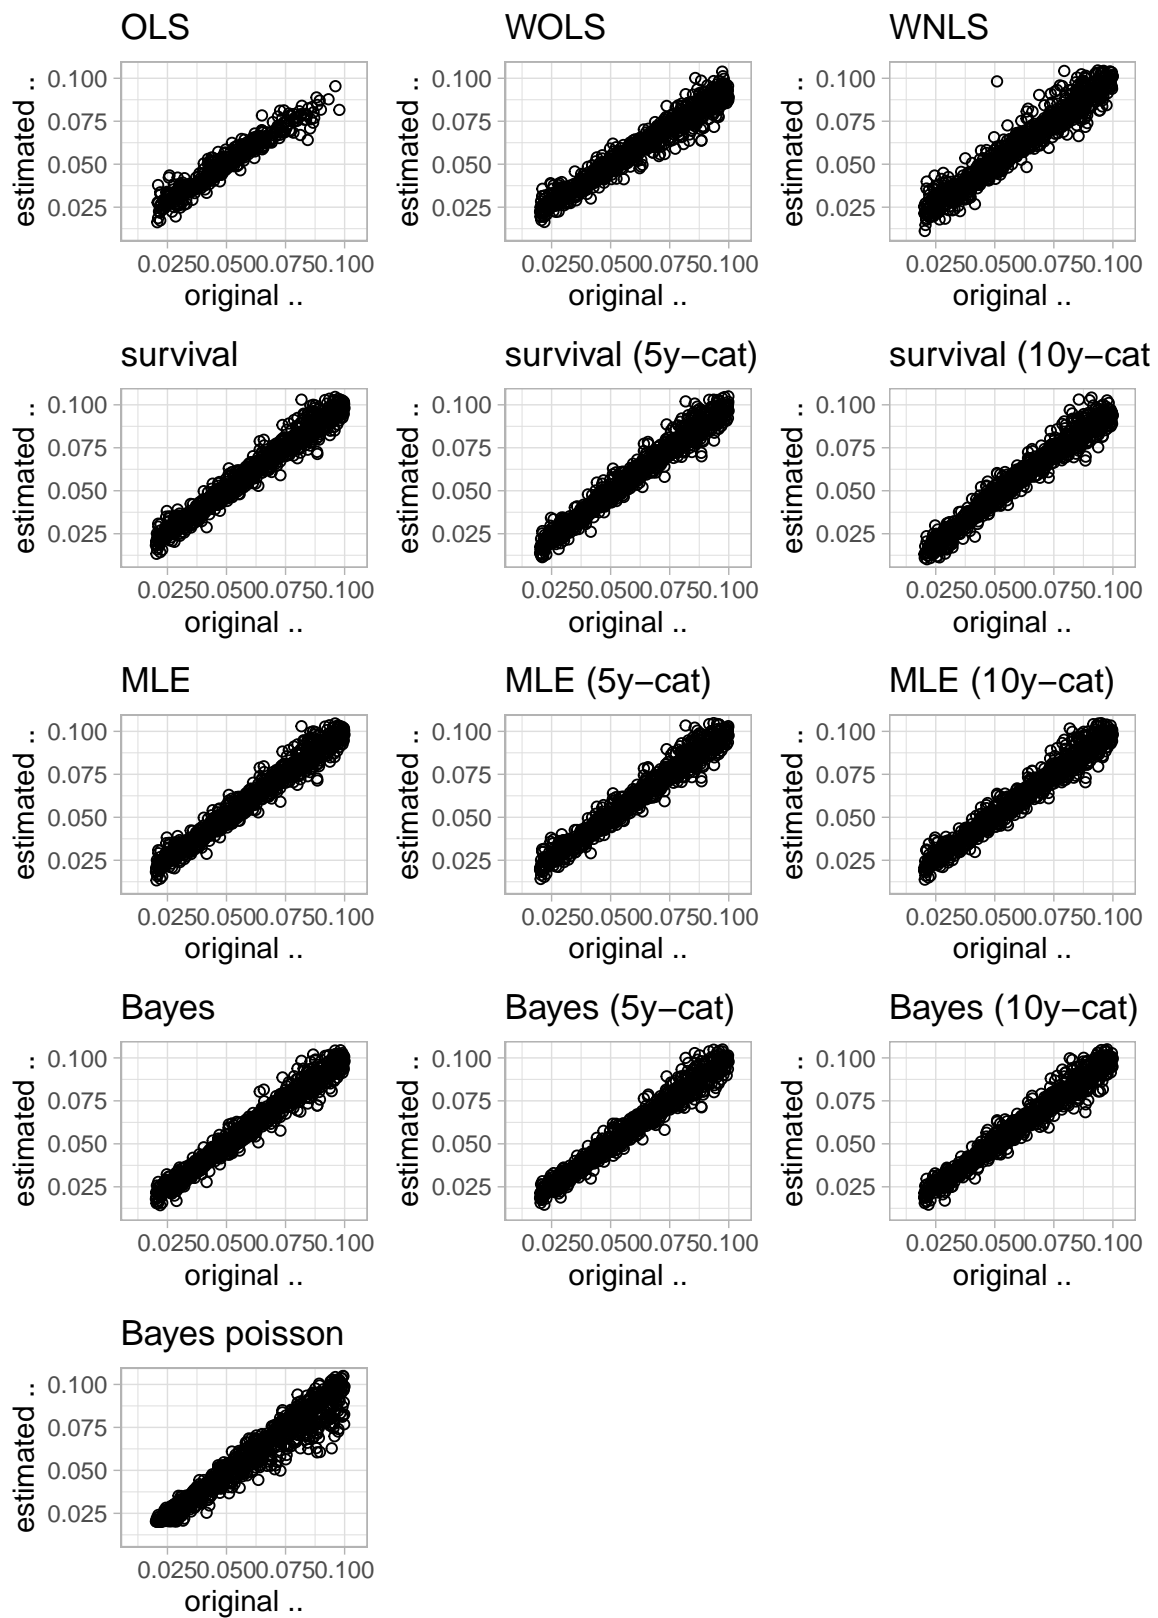 OLS WOLS WNLS
estimated .. 0.100 estimated .. 0.100 estimated .. 0.100
0.075 0.075 0.075
0.050 0.050 0.050
0.025 0.025 0.025
0.0250.0500.0750.100 0.0250.0500.0750.100 0.0250.0500.0750.100
original .. original .. original ..
survival survival (5y−cat) survival (10y−cat
estimated .. 0.100 estimated .. 0.100 estimated .. 0.100
0.075 0.075 0.075
0.050 0.050 0.050
0.025 0.025 0.025
0.0250.0500.0750.100 0.0250.0500.0750.100 0.0250.0500.0750.100
original .. original .. original ..
MLE MLE (5y−cat) MLE (10y−cat)
estimated .. 0.100 estimated .. 0.100 estimated .. 0.100
0.075 0.075 0.075
0.050 0.050 0.050
0.025 0.025 0.025
0.0250.0500.0750.100 0.0250.0500.0750.100 0.0250.0500.0750.100
original .. original .. original ..
Bayes Bayes (5y−cat) Bayes (10y−cat)
estimated .. 0.100 estimated .. 0.100 estimated .. 0.100
0.075 0.075 0.075
0.050 0.050 0.050
0.025 0.025 0.025
0.0250.0500.0750.100 0.0250.0500.0750.100 0.0250.0500.0750.100
original .. original .. original ..
Bayes poisson
estimated .. 0.100
0.075
0.050
0.025
0.0250.0500.0750.100
original ..